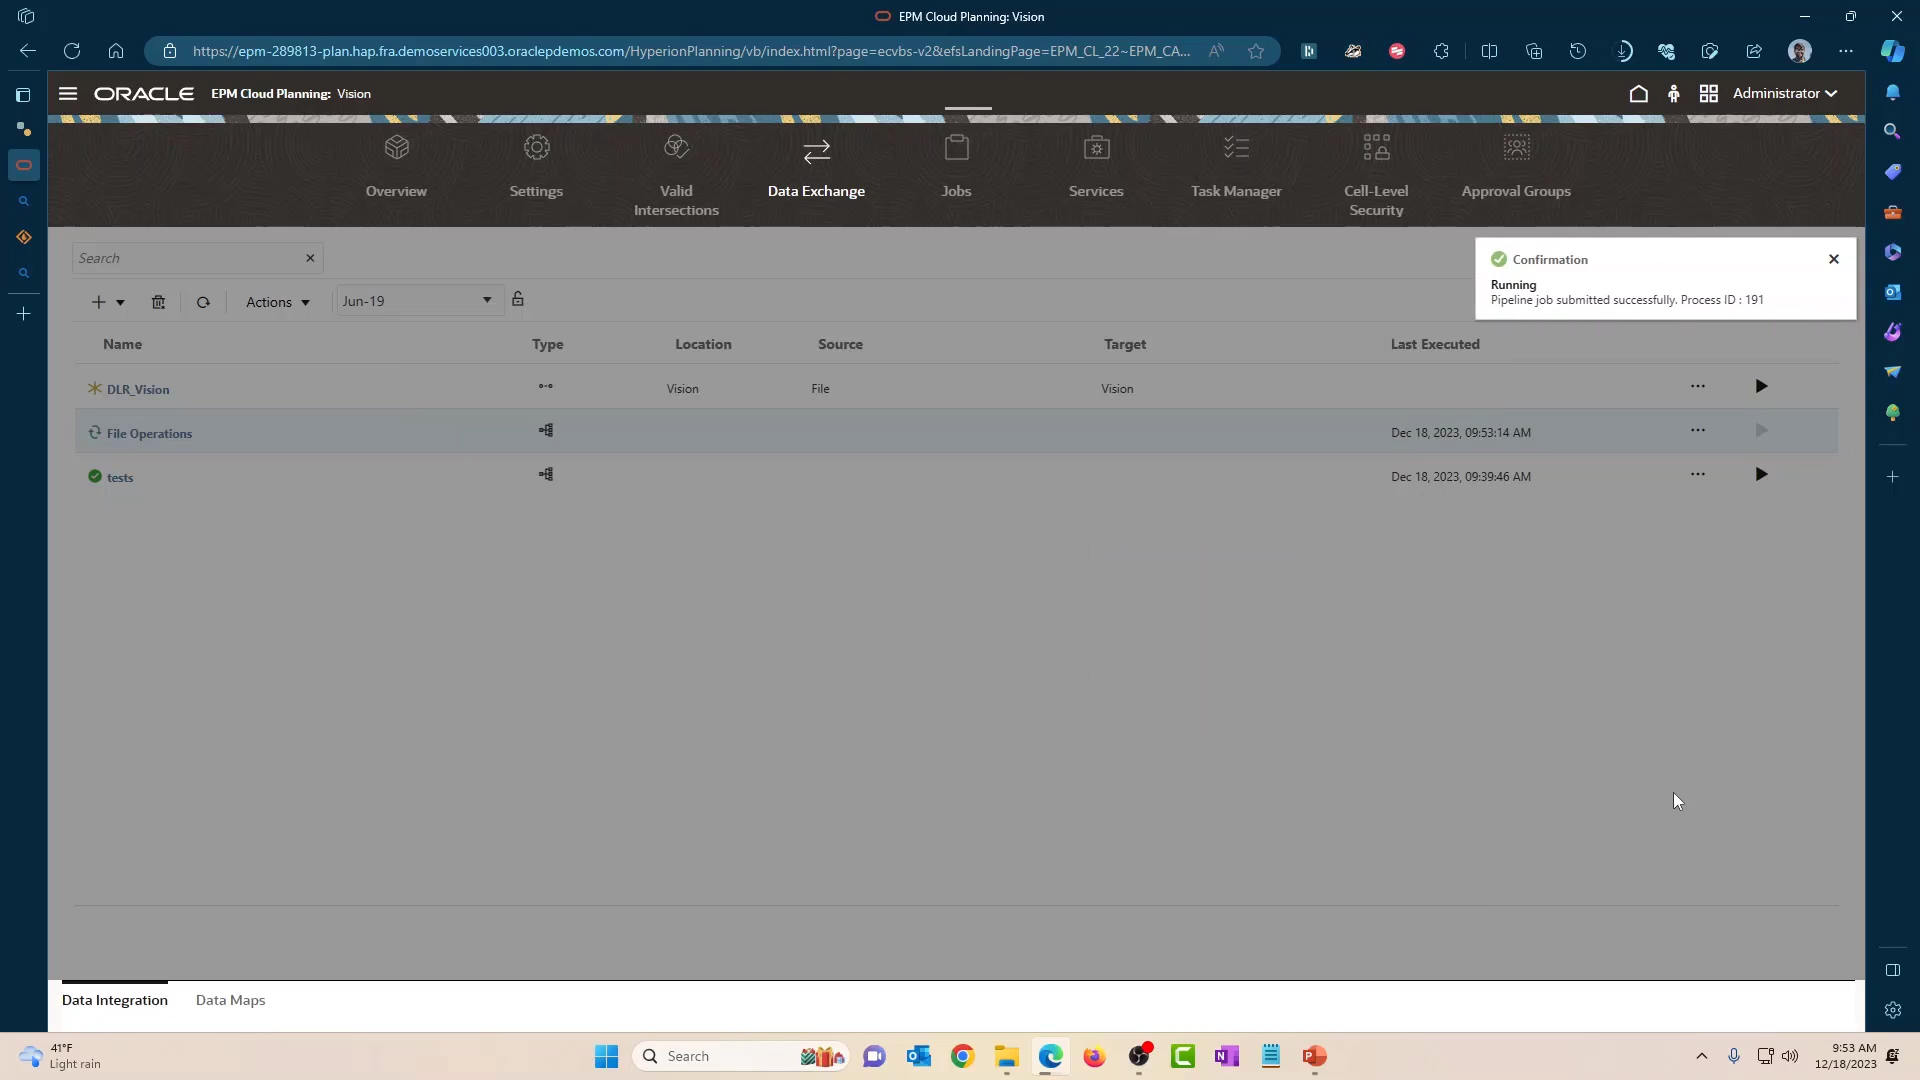 EPM Cloud Planning: Vision
https://epm-289813-plan.hap.fra.demoservices003.oraclepdemos.com/HyperionPlanning/vb/index.html?page=ecvbs-v2&efsLandingPage=EPM_CL_22~EPM_CA...
ORACLE EPM Cloud Planning: Vision Administrator
Overview Settings Valid Intersections Data Exchange Jobs Services Task Manager Cell-Level Security Approval Groups
Search
Confirmation
Running
Pipeline job submitted successfully. Process ID : 191
Actions Jun-19
Name Type Location Source Target Last Executed
DLR_Vision Vision File Vision
File Operations Dec 18, 2023, 09:53:14 AM
tests Dec 18, 2023, 09:39:46 AM
Data Integration Data Maps
41°F
Light rain
Search
9:53 AM
12/18/2023